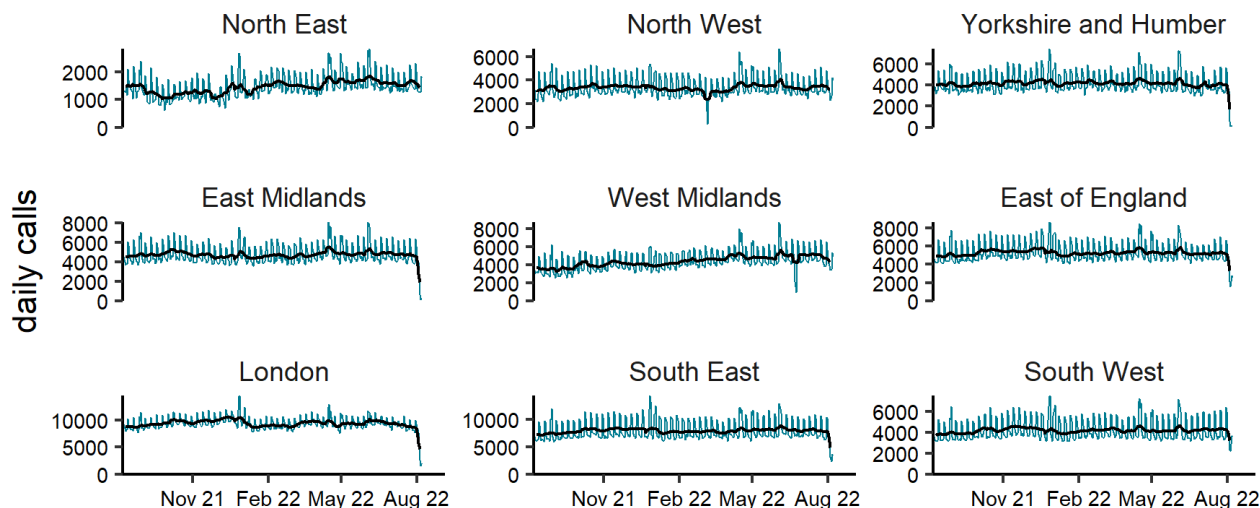 North East
North West
Yorkshire and Humber
2000
1000
0
6000
4000
2000
0
6000
4000
2000
0
daily calls
East Midlands
West Midlands
East of England
8000
6000
4000
2000
0
8000
6000
4000
2000
0
8000
6000
4000
2000
0
London
South East
South West
10000
5000
0
10000
5000
0
6000
4000
2000
0
Nov 21 Feb 22 May 22 Aug 22
Nov 21 Feb 22 May 22 Aug 22
Nov 21 Feb 22 May 22 Aug 22